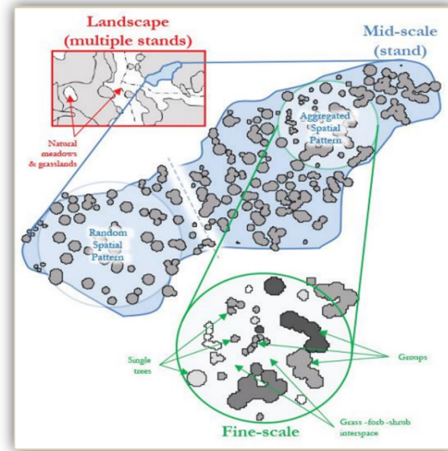 Landscape
(multiple stands)
Mid-scale
(stand)
Natural
meadows
& grasslands
Aggregated
Spatial
Pattern
Random
Spatial
Pattern
Single
trees
Groups
Grass -forb -shrub
interspace
Fine-scale